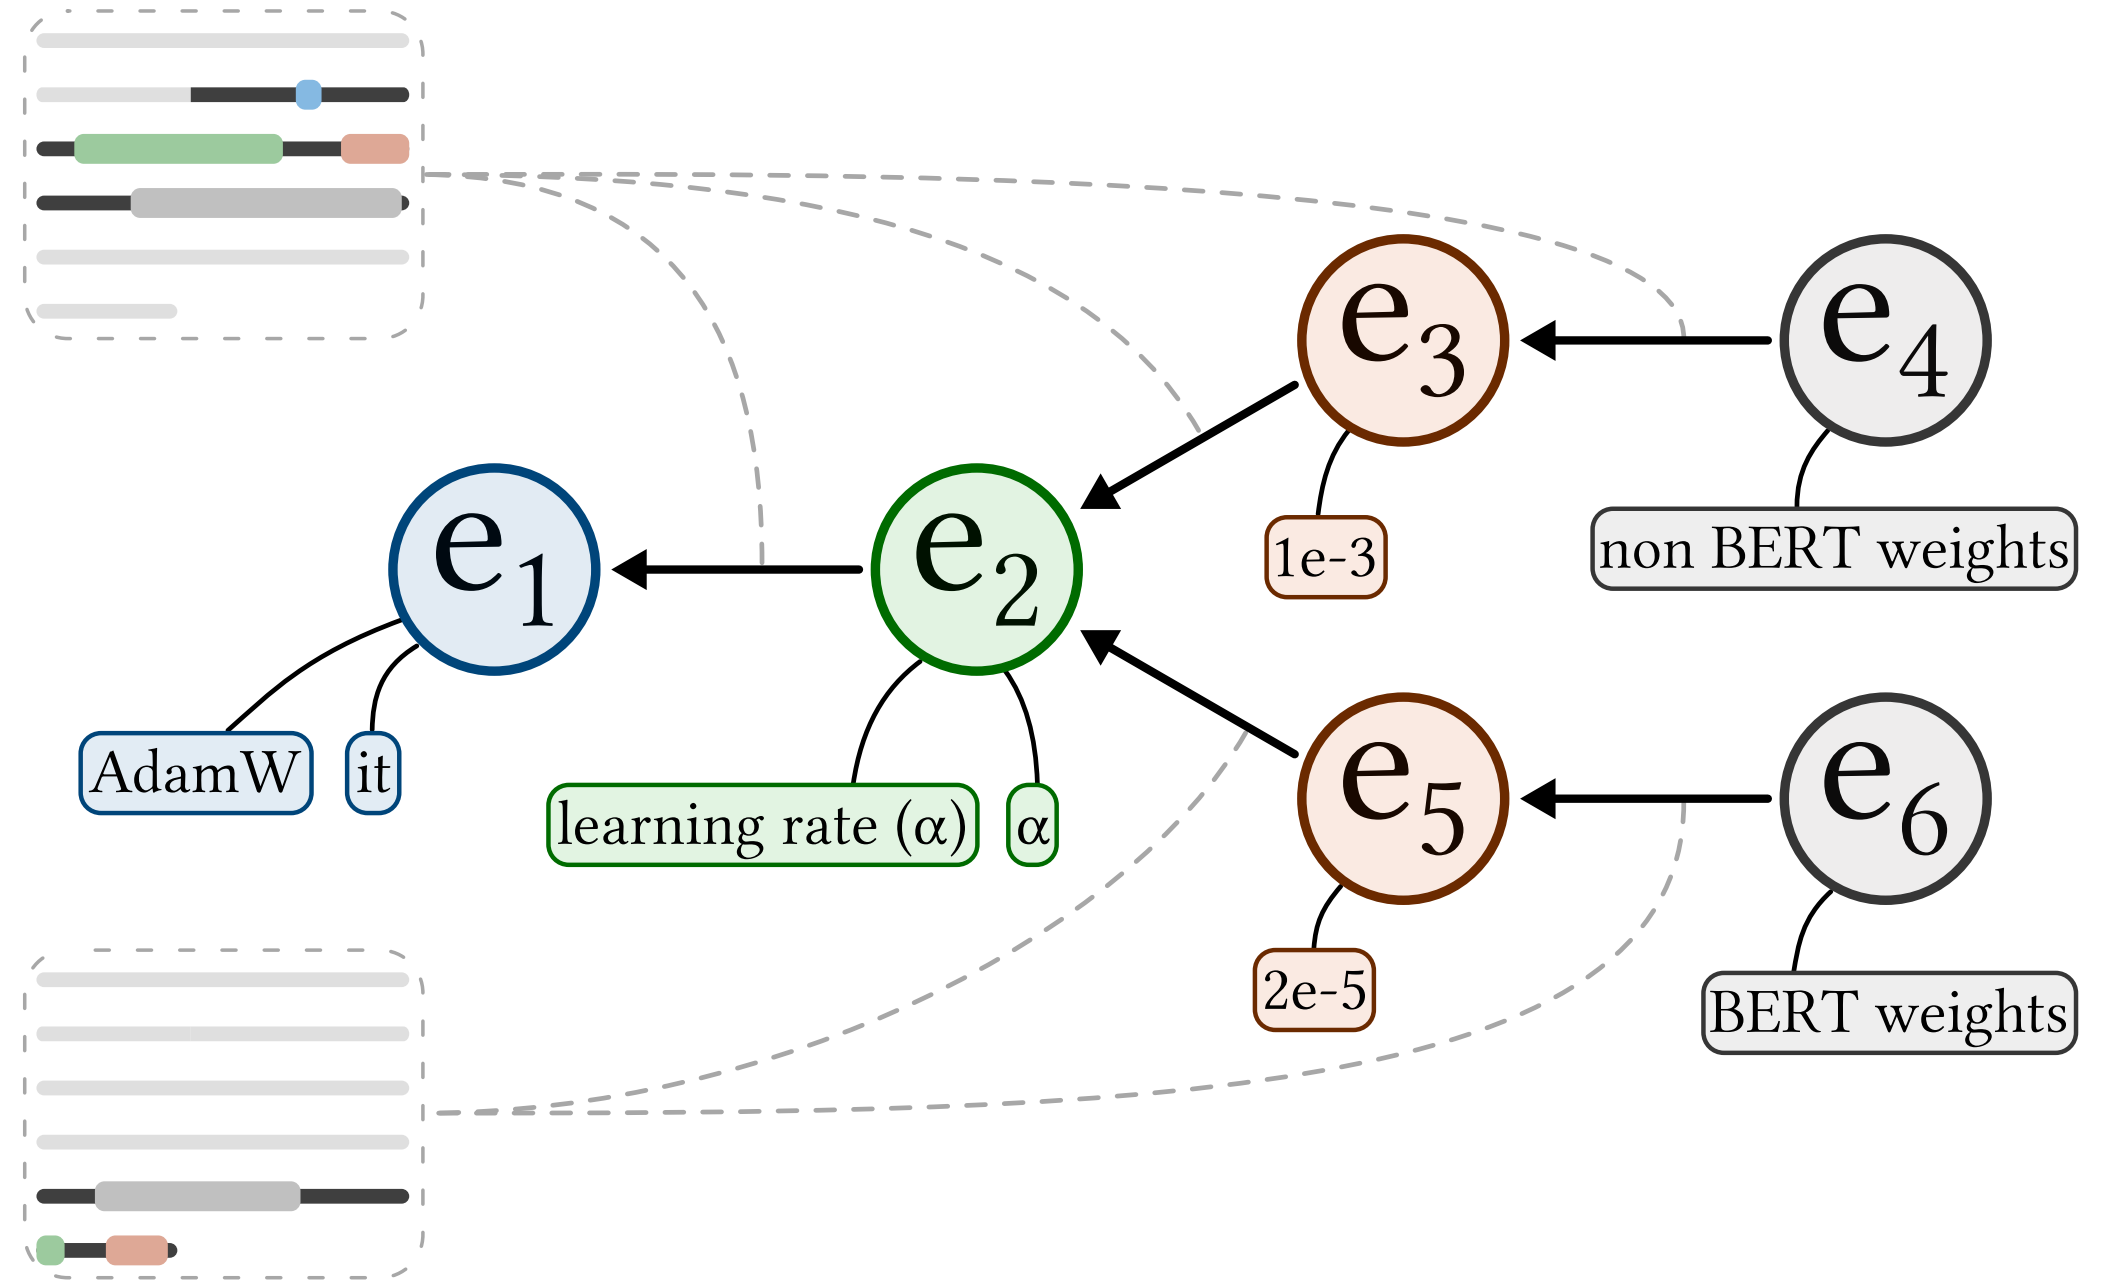 e3
e4
1e-3
non BERT weights
e1
e2
AdamW
it
learning rate (α)
α
e5
e6
2e-5
BERT weights